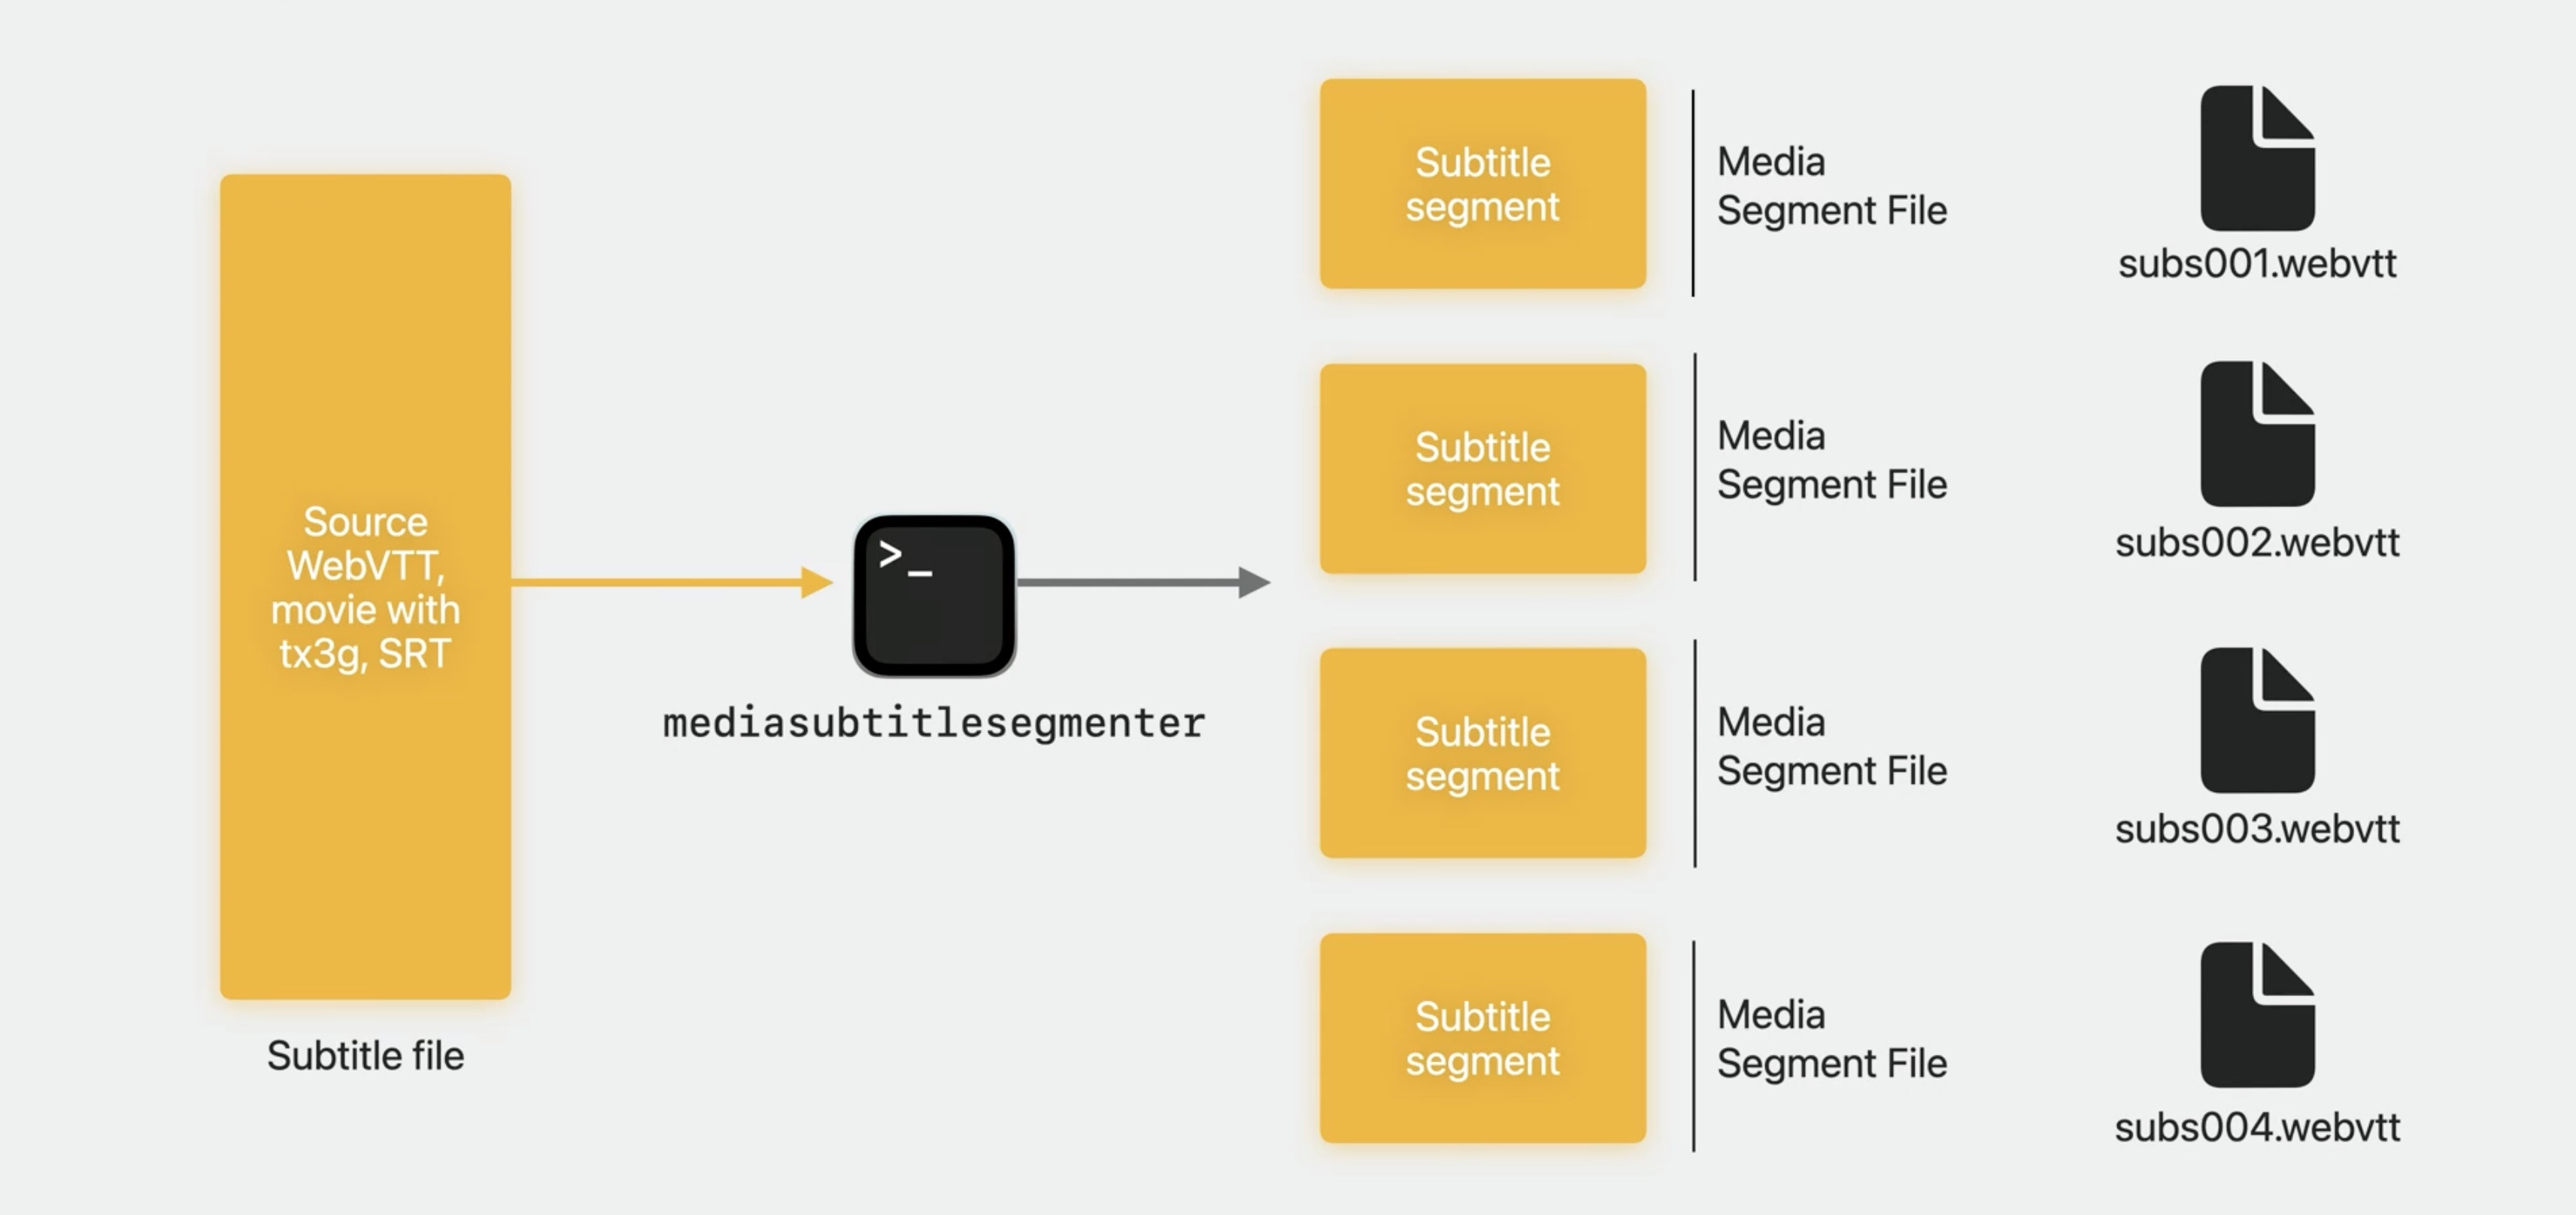 Source
WebVTT,
movie with
tx3g, SRT
Subtitle file
>_
mediasubtitlesegmenter
Subtitle
segment
Media
Segment File
subs001.webvtt
Subtitle
segment
Media
Segment File
subs002.webvtt
Subtitle
segment
Media
Segment File
subs003.webvtt
Subtitle
segment
Media
Segment File
subs004.webvtt